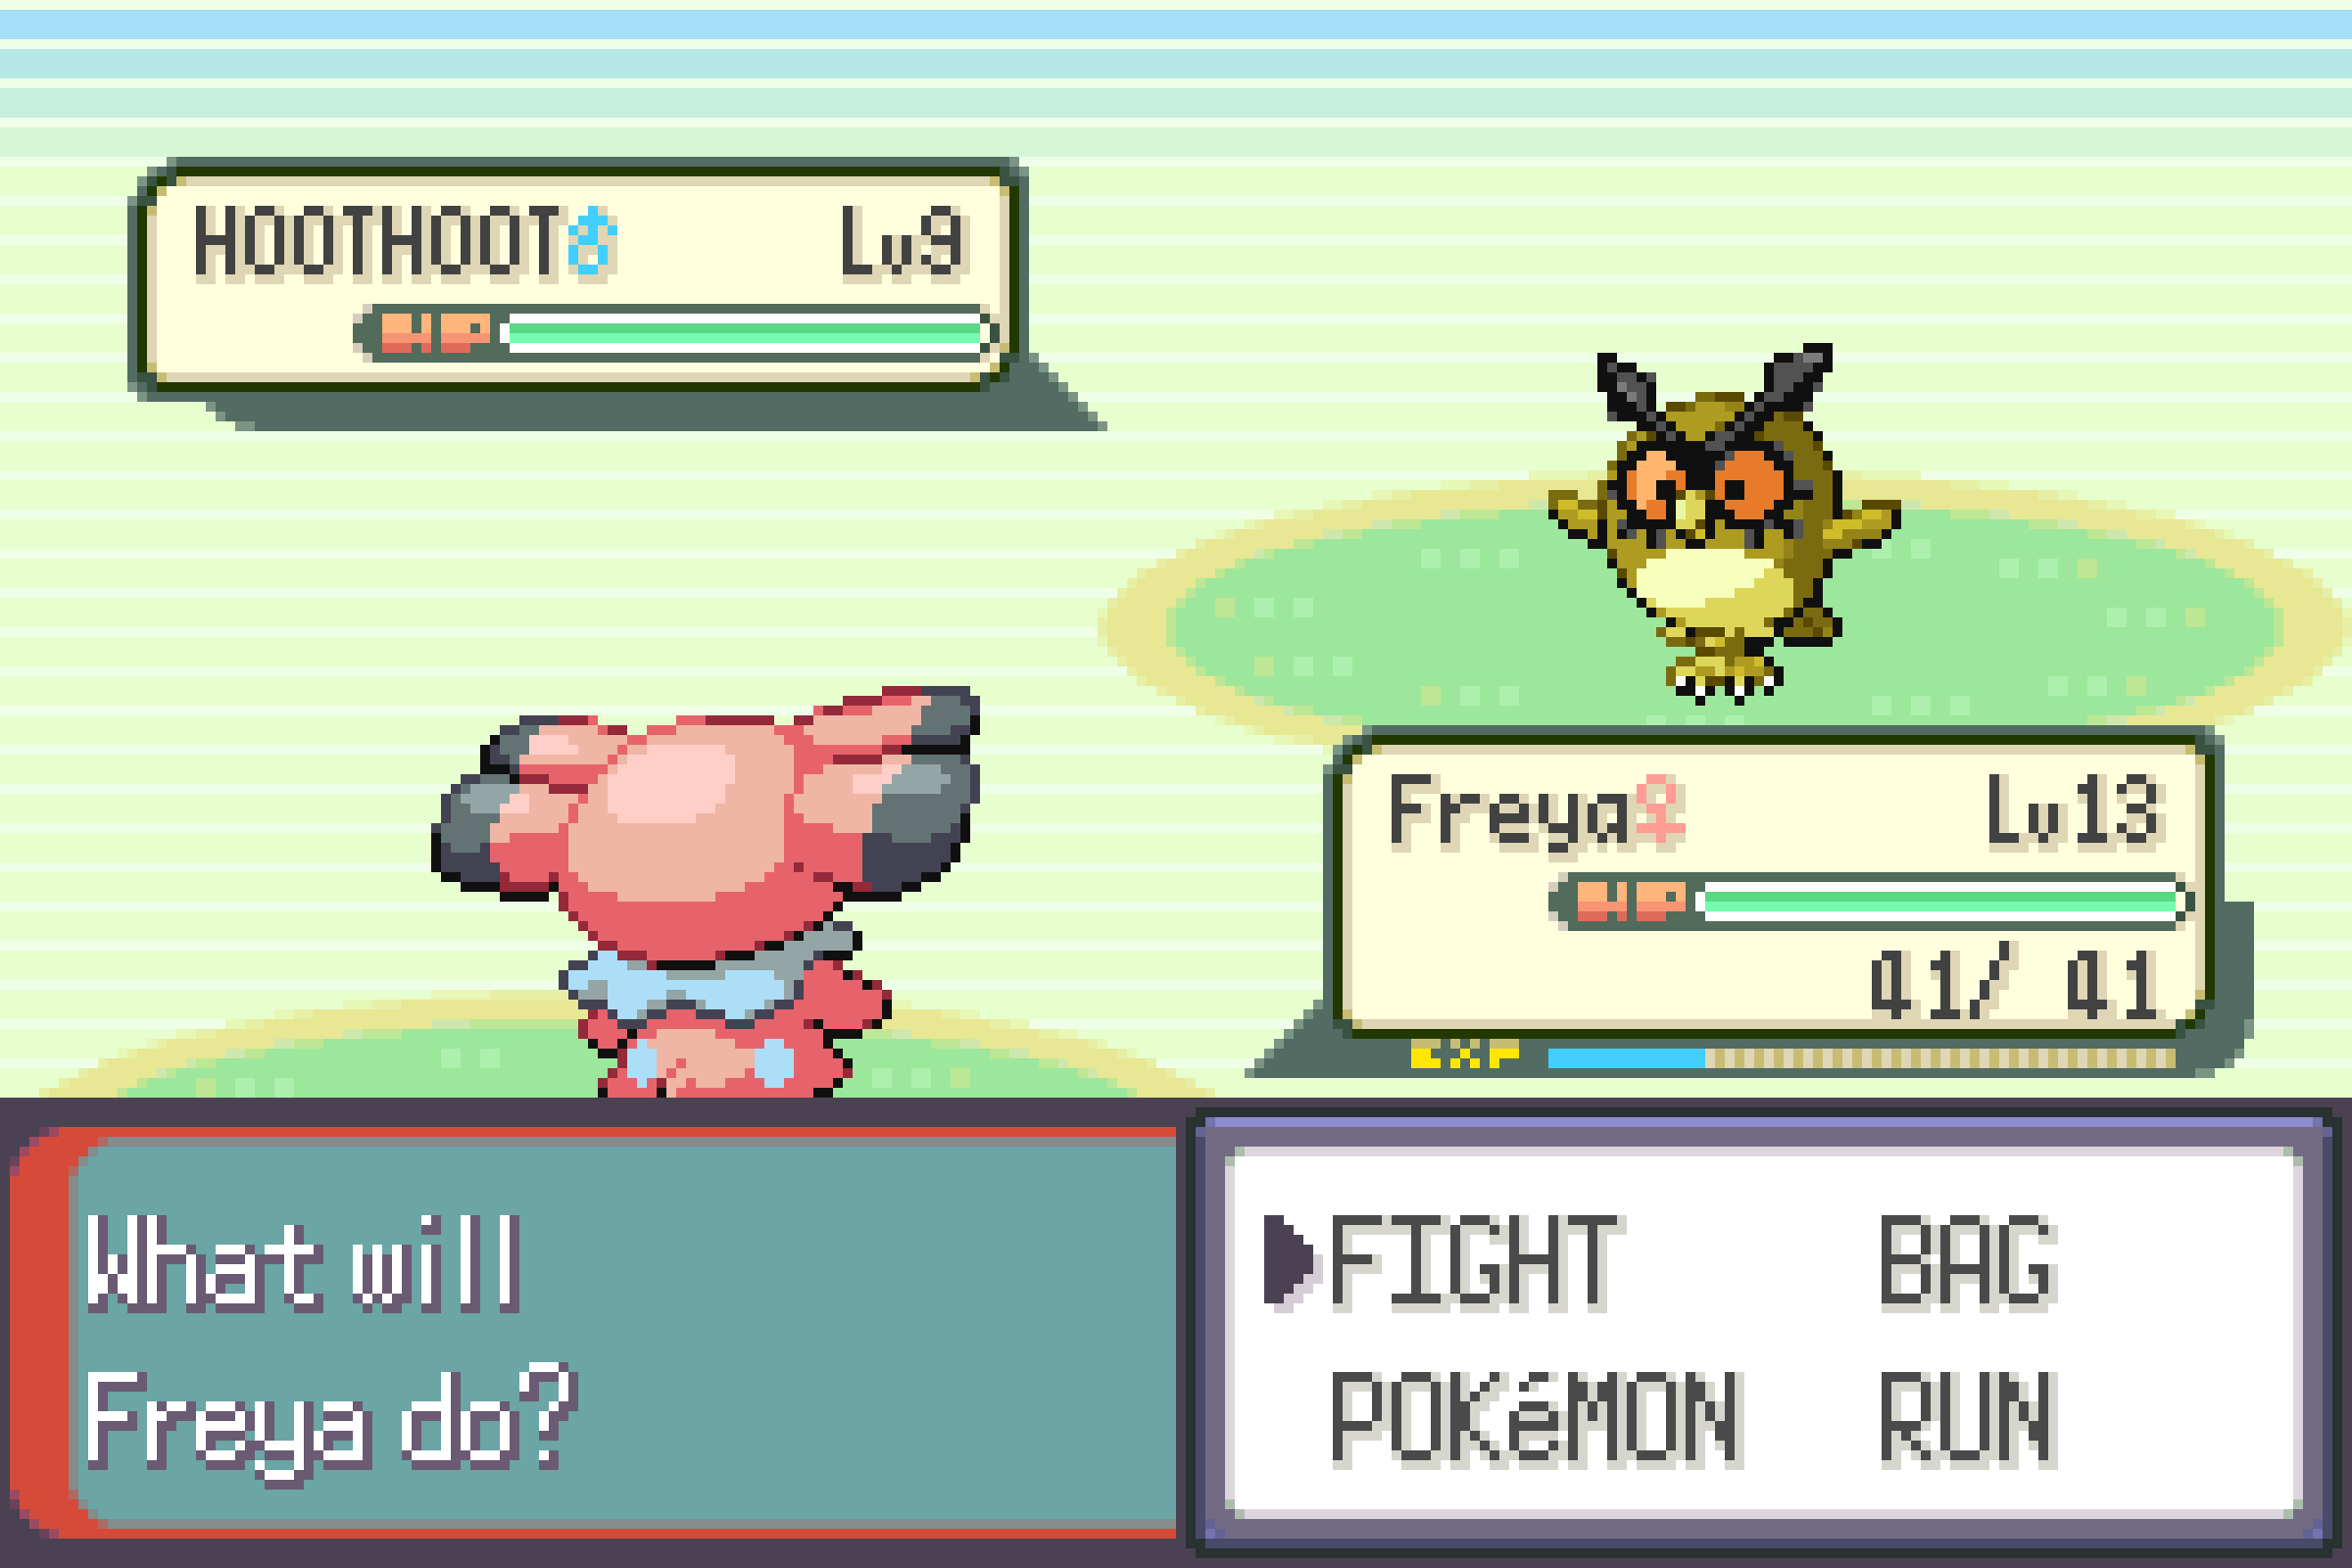 HOOTHOOT♂ Lv9
HP
Freya♀ Lv13
HP
41/ 41
EXP
What will
Freya do?
▶FIGHT BAG
POKéMON RUN